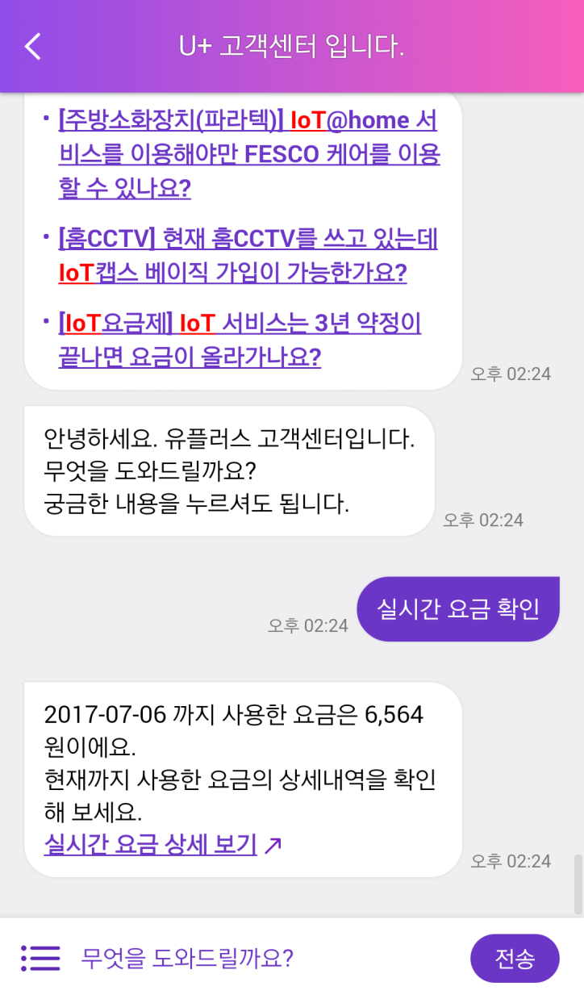 U+ 고객센터 입니다.
• [주방소화장치(파라텍)] IoT@home 서
비스를 이용해야만 FESCO 케어를 이용
할 수 있나요?
• [홈CCTV] 현재 홈CCTV를 쓰고 있는데
IoT캡스 베이직 가입이 가능한가요?
• [IoT요금제] IoT 서비스는 3년 약정이
끝나면 요금이 올라가나요?
오후 02:24
안녕하세요. 유플러스 고객센터입니다.
무엇을 도와드릴까요?
궁금한 내용을 누르셔도 됩니다.
오후 02:24
실시간 요금 확인
오후 02:24
2017-07-06 까지 사용한 요금은 6,564
원이에요.
현재까지 사용한 요금의 상세내역을 확인
해 보세요.
실시간 요금 상세 보기
오후 02:24
무엇을 도와드릴까요?
전송